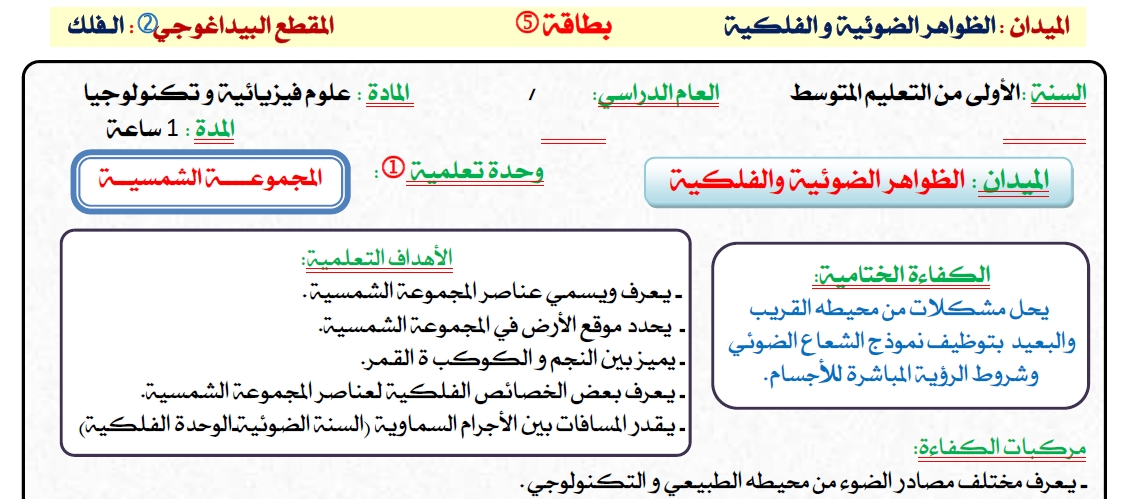 الميدان : الظواهر الضوئية و الفلكية بطاقة ⑤ المقطع البيداغوجي② : الفلك
السنة :الأولى من التعليم المتوسط العام الدراسي: / المادة : علوم فيزيائية و تكنولوجيا
المدة : 1 ساعة
الميدان : الظواهر الضوئية والفلكية وحدة تعلمية ① : المجموعة الشمسية
الكفاءة الختامية:
يحل مشكلات من محيطه القريب
والبعيد بتوظيف نموذج الشعاع الضوئي
وشروط الرؤية المباشرة للأجسام.
الأهداف التعلمية:
ـ يعرف ويسمي عناصر المجموعة الشمسية.
ـ يحدد موقع الأرض في المجموعة الشمسية.
ـ يميز بين النجم و الكوكب ة القمر.
ـ يعرف بعض الخصائص الفلكية لعناصر المجموعة الشمسية.
ـ يقدر المسافات بين الأجرام السماوية (السنة الضوئية.الوحدة الفلكية)
مركبات الكفاءة:
ـ يعرف مختلف مصادر الضوء من محيطه الطبيعي و التكنولوجي.